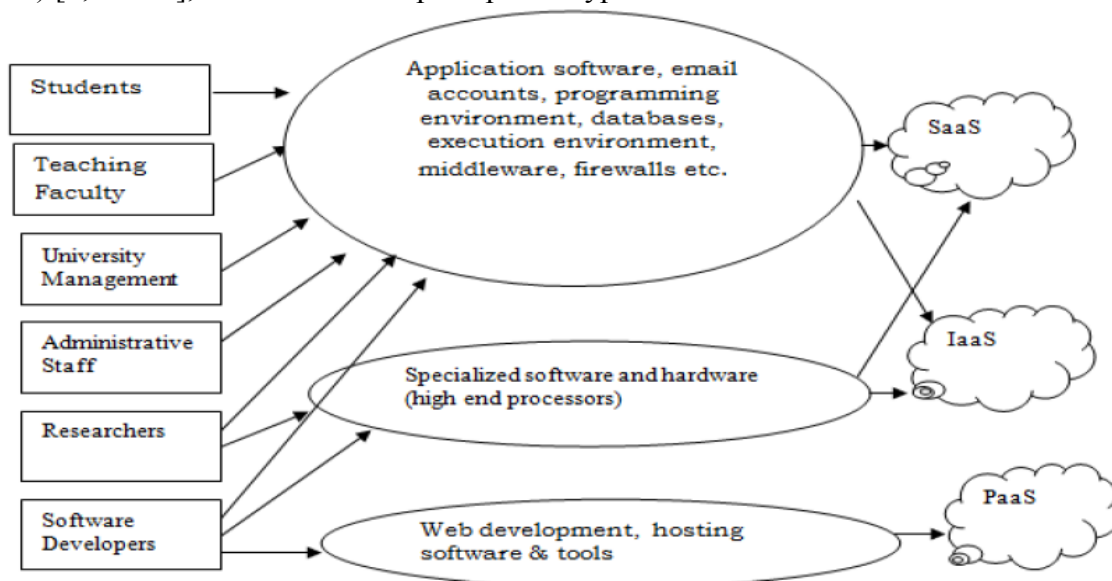 Students
Teaching
Faculty
University
Management
Administrative
Staff
Researchers
Software
Developers
Application software, email
accounts, programming
environment, databases,
execution environment,
middleware, firewalls etc.
Specialized software and hardware
(high end processors)
Web development, hosting
software & tools
SaaS
IaaS
PaaS